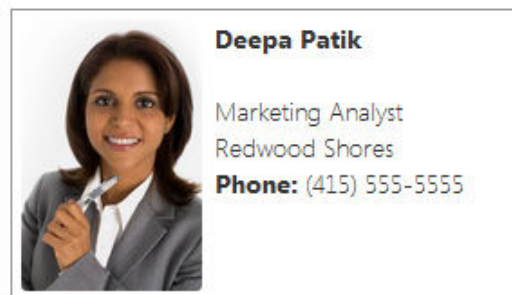 Deepa Patik
Marketing Analyst
Redwood Shores
Phone: (415) 555-5555